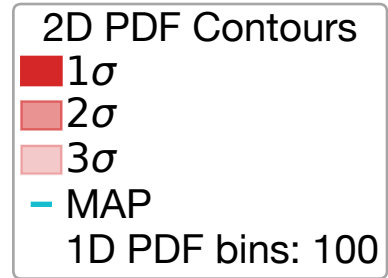 2D PDF Contours
1σ
2σ
3σ
MAP
1D PDF bins: 100